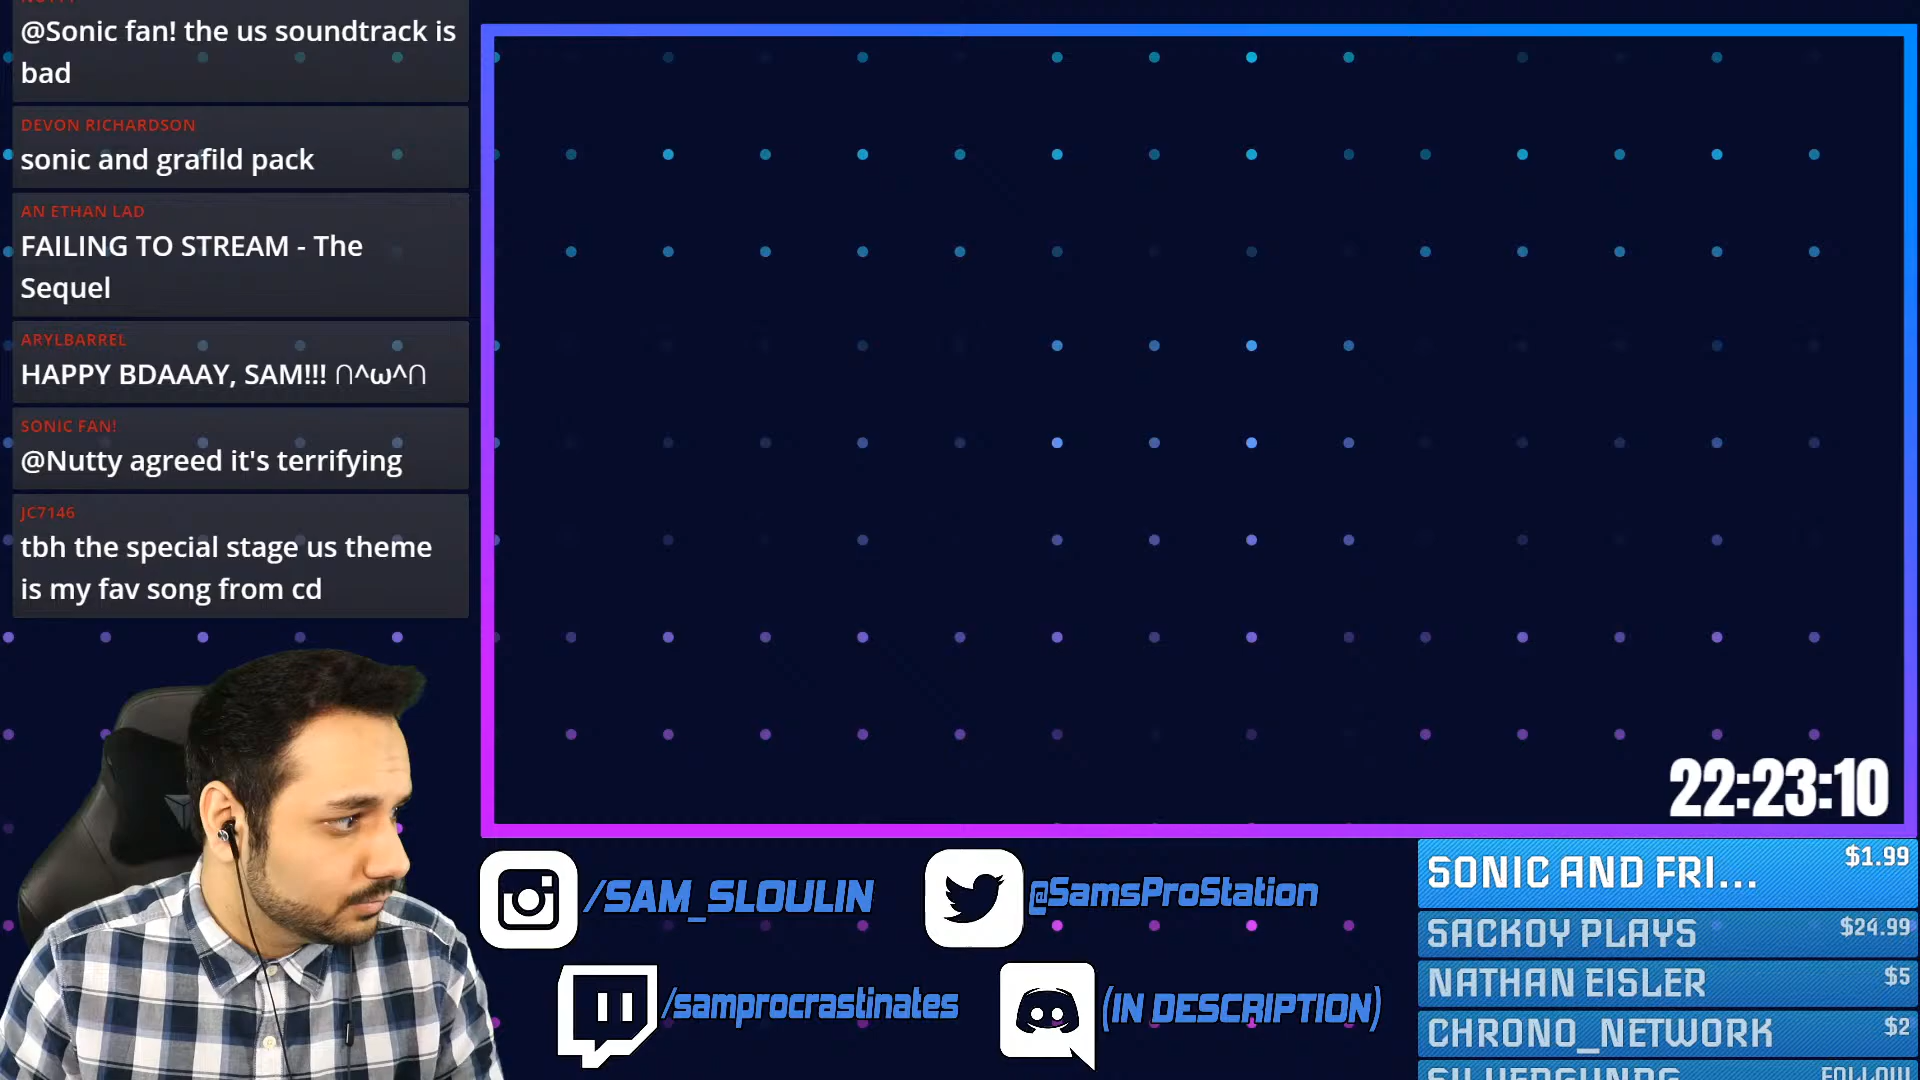 @Sonic fan! the us soundtrack is
bad
DEVON RICHARDSON
sonic and grafild pack
AN ETHAN LAD
FAILING TO STREAM - The
Sequel
ARYLBARREL
HAPPY BDAAAY, SAM!!! ∩^ω^∩
SONIC FAN!
@Nutty agreed it's terrifying
JC7146
tbh the special stage us theme
is my fav song from cd
22:23:10
/SAM_SLOULIN
@SamsProStation
/samprocrastinates
(IN DESCRIPTION)
SONIC AND FRI... $1.99
SACKOY PLAYS $24.99
NATHAN EISLER $5
CHRONO_NETWORK $2
FOLLOW